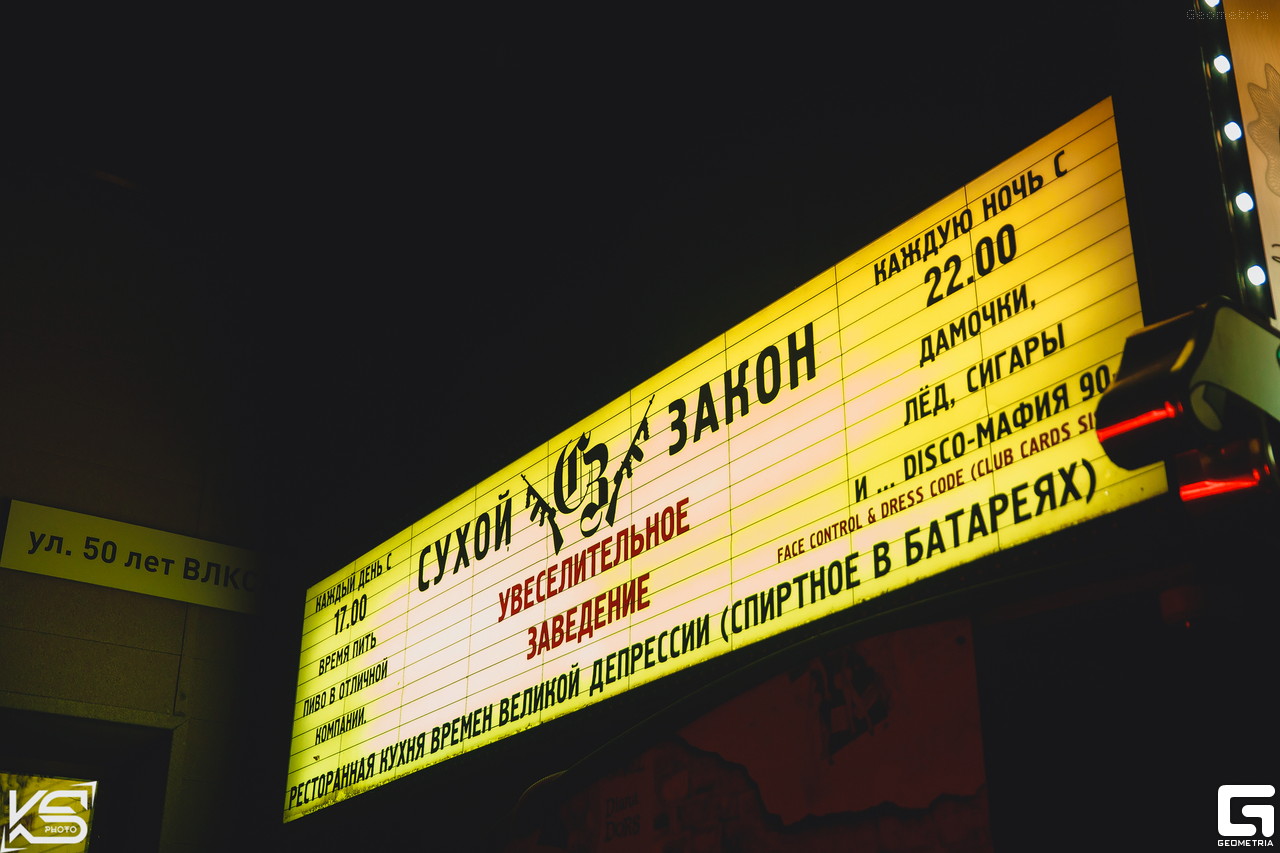 Geometria
КАЖДУЮ НОЧЬ С
22.00
ДАМОЧКИ,
ЛЁД, СИГАРЫ
И ... DISCO-МАФИЯ 90
FACE CONTROL & DRESS CODE (CLUB CARDS
СУХОЙ СЗ ЗАКОН
УВЕСЕЛИТЕЛЬНОЕ
ЗАВЕДЕНИЕ
КАЖДЫЙ ДЕНЬ С
17.00
ВРЕМЯ ПИТЬ
ПИВО В ОТЛИЧНОЙ
КОМПАНИИ.
РЕСТОРАННАЯ КУХНЯ ВРЕМЕН ВЕЛИКОЙ ДЕПРЕССИИ (СПИРТНОЕ В БАТАРЕЯХ)
ул. 50 лет ВЛКС
KS
PHOTO
GEOMETRIA